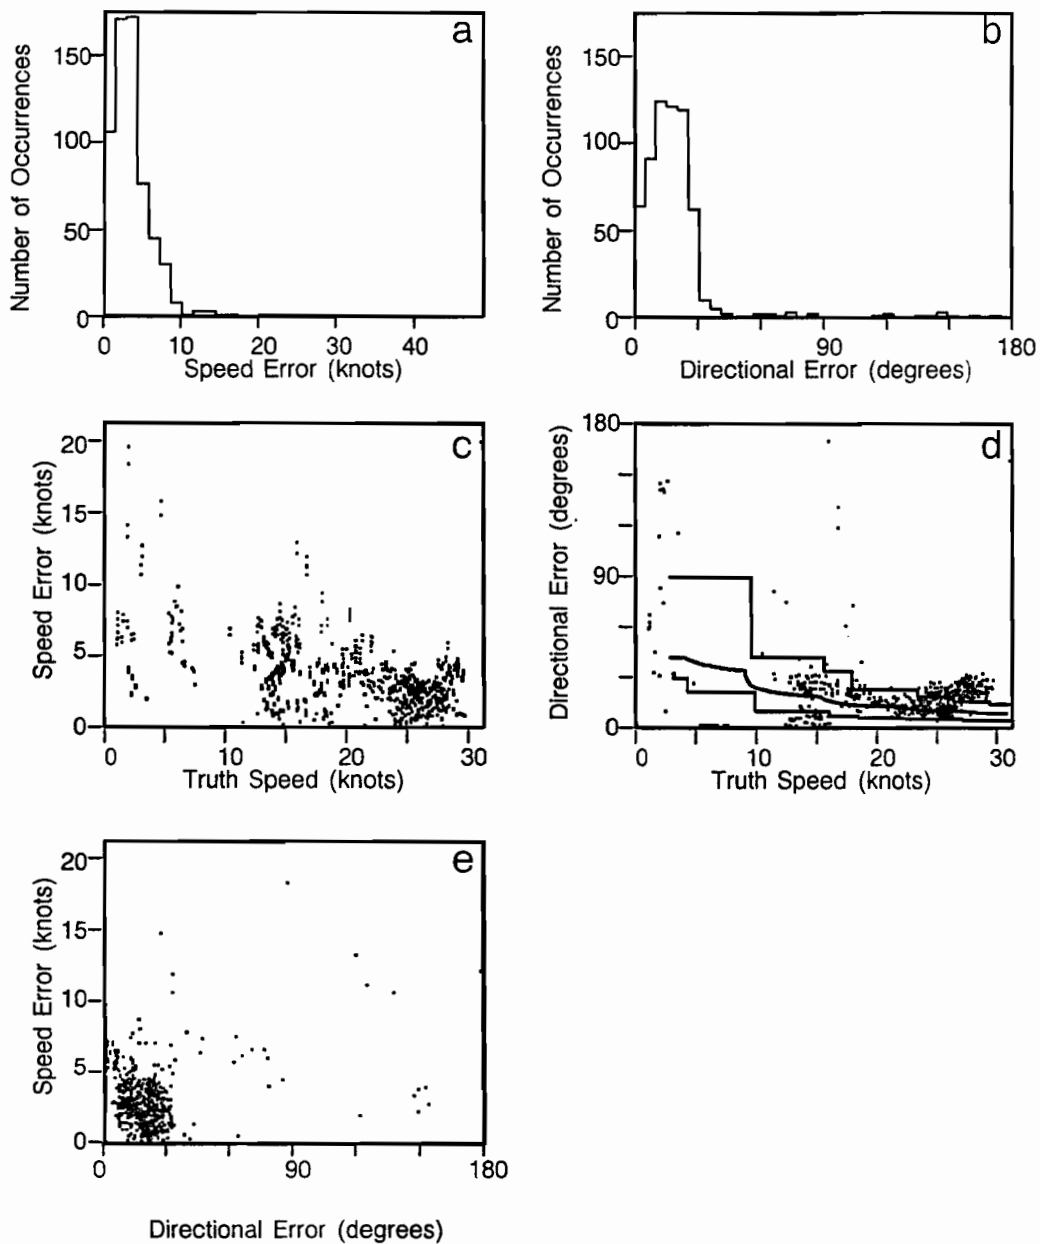 a
Number of Occurrences
150
100
50
0
0 10 20 30 40
Speed Error (knots)
b
Number of Occurrences
150
100
50
0
0 90 180
Directional Error (degrees)
c
Speed Error (knots)
20
15
10
5
0
0 10 20 30
Truth Speed (knots)
d
Directional Error (degrees)
180
90
0
0 10 20 30
Truth Speed (knots)
e
Speed Error (knots)
20
15
10
5
0
0 90 180
Directional Error (degrees)